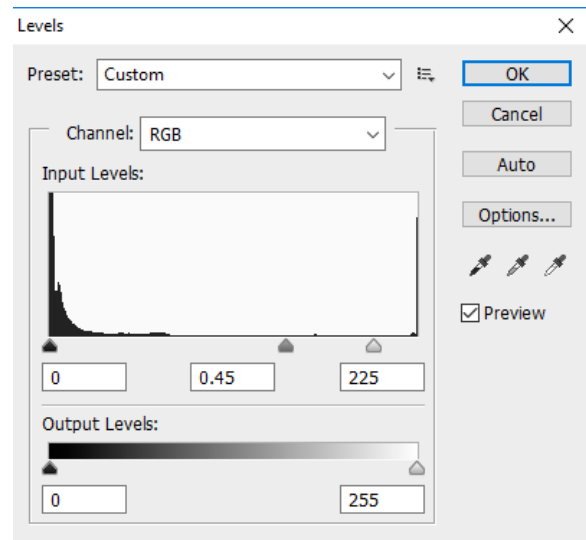 Levels
Preset: Custom
OK
Cancel
Auto
Options...
Preview
Channel: RGB
Input Levels:
0 0.45 225
Output Levels:
0 255